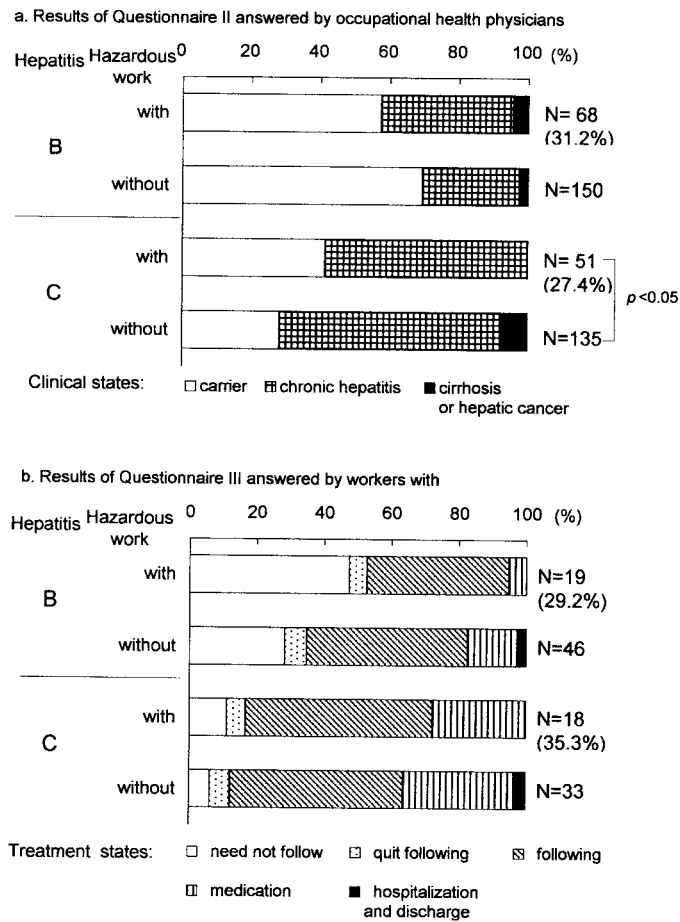 a. Results of Questionnaire II answered by occupational health physicians
Hepatitis Hazardous work 0 20 40 60 80 100 (%)
with N= 68
(31.2%)
B
without N=150
with N= 51
(27.4%)
C
p<0.05
without N=135
Clinical states: carrier chronic hepatitis cirrhosis
or hepatic cancer
b. Results of Questionnaire III answered by workers with
Hepatitis Hazardous work 0 20 40 60 80 100 (%)
with N=19
(29.2%)
B
without N=46
with N=18
(35.3%)
C
without N=33
Treatment states: need not follow quit following following
medication hospitalization
and discharge